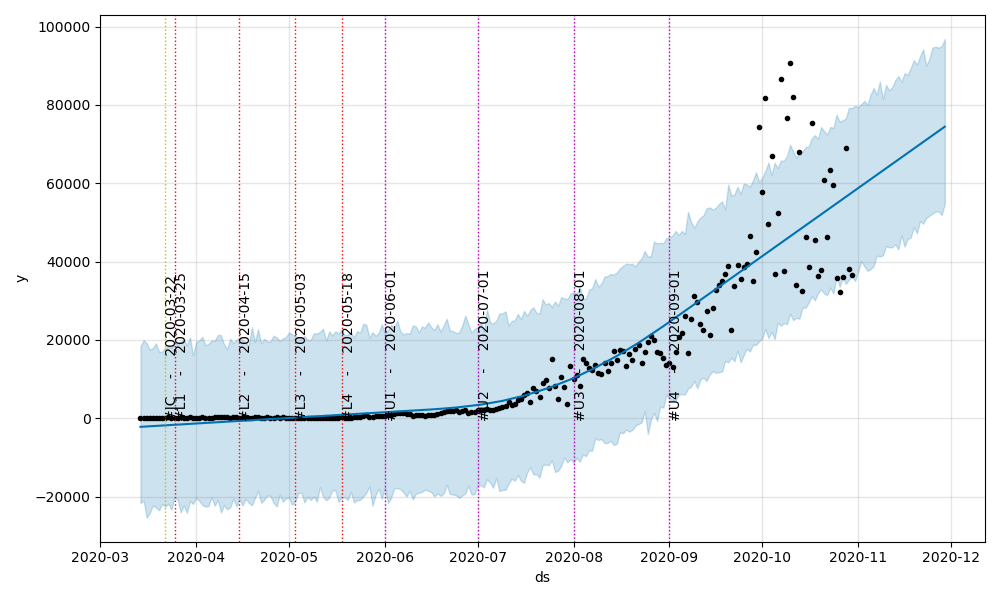 100000
80000
60000
40000
20000
0
−20000
y
#JC - 2020-03-22
#L1 - 2020-03-25
#L2 - 2020-04-15
#L3 - 2020-05-03
#L4 - 2020-05-18
#U1 - 2020-06-01
#U2 - 2020-07-01
#U3 - 2020-08-01
#U4 - 2020-09-01
2020-03 2020-04 2020-05 2020-06 2020-07 2020-08 2020-09 2020-10 2020-11 2020-12
ds